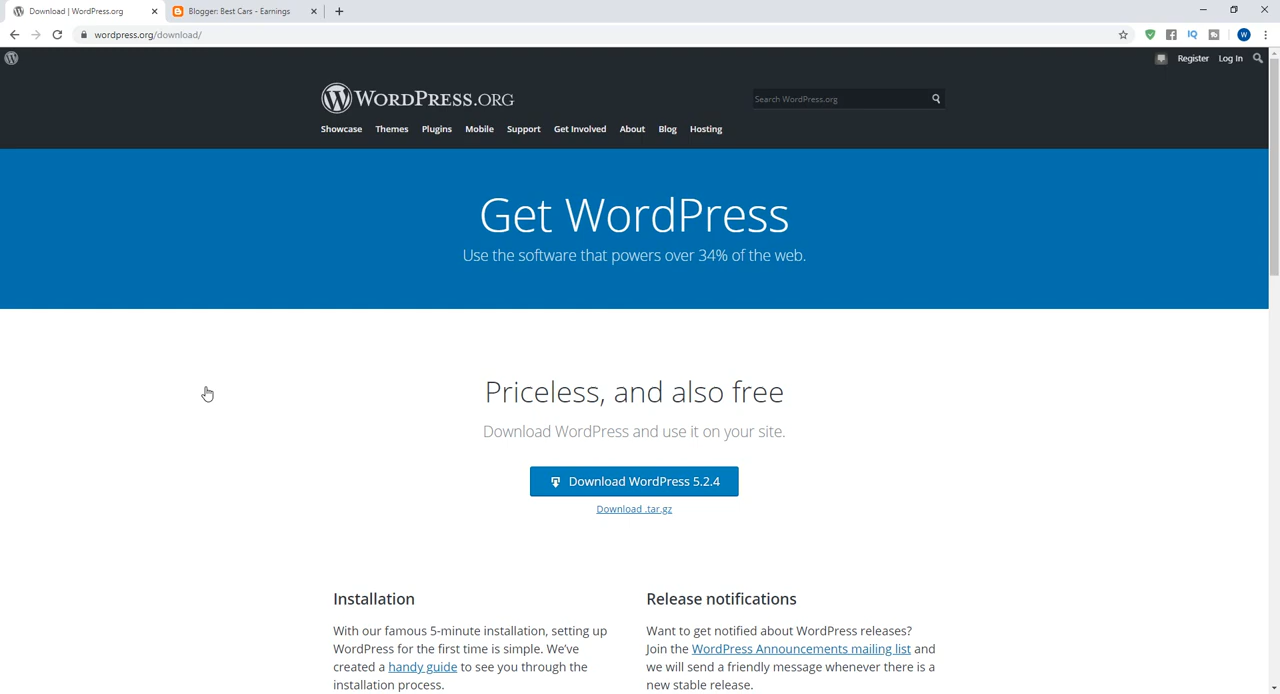 Download | WordPress.org
Blogger: Best Cars - Earnings
wordpress.org/download/
IQ
W
Register Log In
WORDPRESS.ORG
Search WordPress.org
Showcase Themes Plugins Mobile Support Get Involved About Blog Hosting
Get WordPress
Use the software that powers over 34% of the web.
Priceless, and also free
Download WordPress and use it on your site.
Download WordPress 5.2.4
Download .tar.gz
Installation
With our famous 5-minute installation, setting up
WordPress for the first time is simple. We’ve
created a handy guide to see you through the
installation process.
Release notifications
Want to get notified about WordPress releases?
Join the WordPress Announcements mailing list and
we will send a friendly message whenever there is a
new stable release.